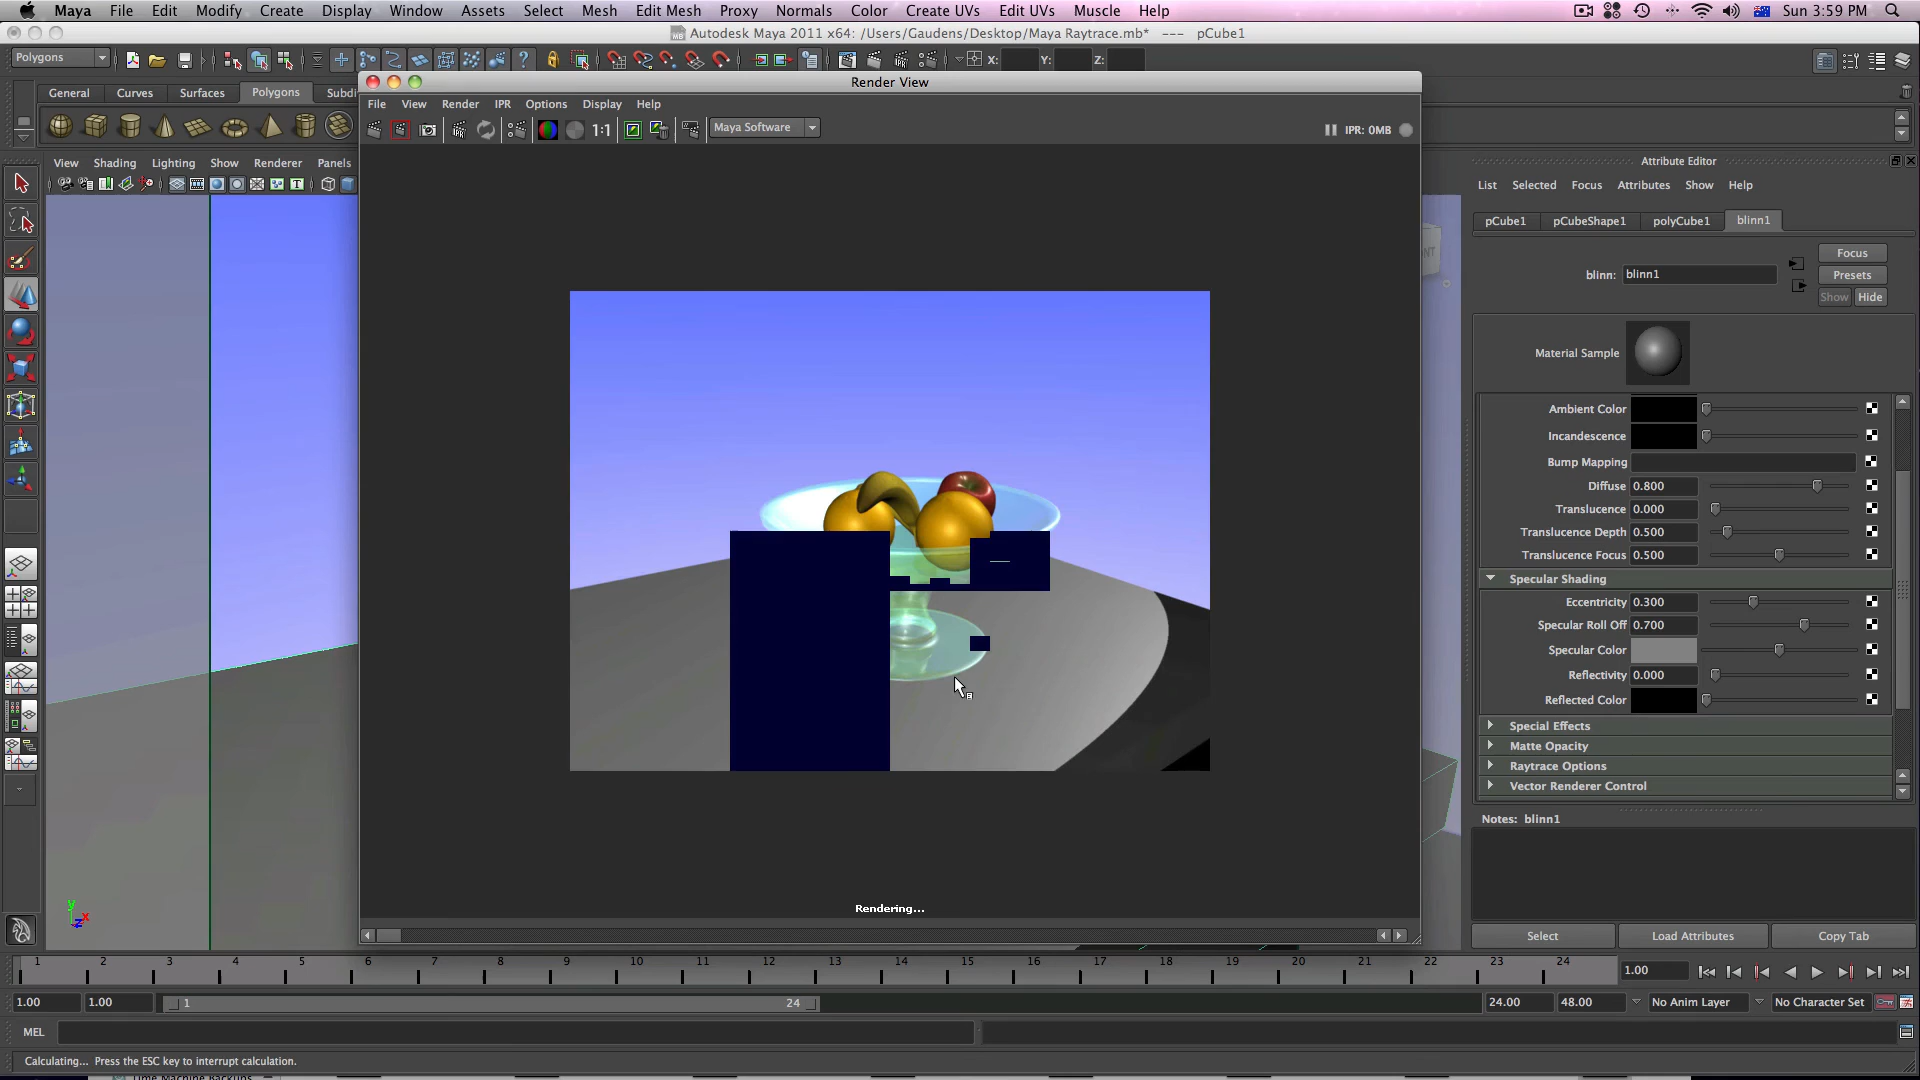 Maya File Edit Modify Create Display Window Assets Select Mesh Edit Mesh Proxy Normals Color Create UVs Edit UVs Muscle Help Sun 3:59 PM
Autodesk Maya 2011 x64: /Users/Gaudens/Desktop/Maya Raytrace.mb* --- pCube1
Polygons X: Y: Z:
Render View
General Curves Surfaces Polygons Subdi
File View Render IPR Options Display Help
1:1 Maya Software IPR: 0MB
View Shading Lighting Show Renderer Panels
Attribute Editor
List Selected Focus Attributes Show Help
pCube1 pCubeShape1 polyCube1 blinn1
Focus
blinn: blinn1 Presets
Show Hide
Material Sample
Ambient Color
Incandescence
Bump Mapping
Diffuse 0.800
Translucence 0.000
Translucence Depth 0.500
Translucence Focus 0.500
Specular Shading
Eccentricity 0.300
Specular Roll Off 0.700
Specular Color
Reflectivity 0.000
Reflected Color
Special Effects
Matte Opacity
Raytrace Options
Vector Renderer Control
Notes: blinn1
Rendering...
y x z
Select Load Attributes Copy Tab
1 2 3 4 5 6 7 8 9 10 11 12 13 14 15 16 17 18 19 20 21 22 23 24 1.00
1.00 1.00 1 24 24.00 48.00 No Anim Layer No Character Set
MEL
Calculating... Press the ESC key to interrupt calculation.
Time Machine Backups